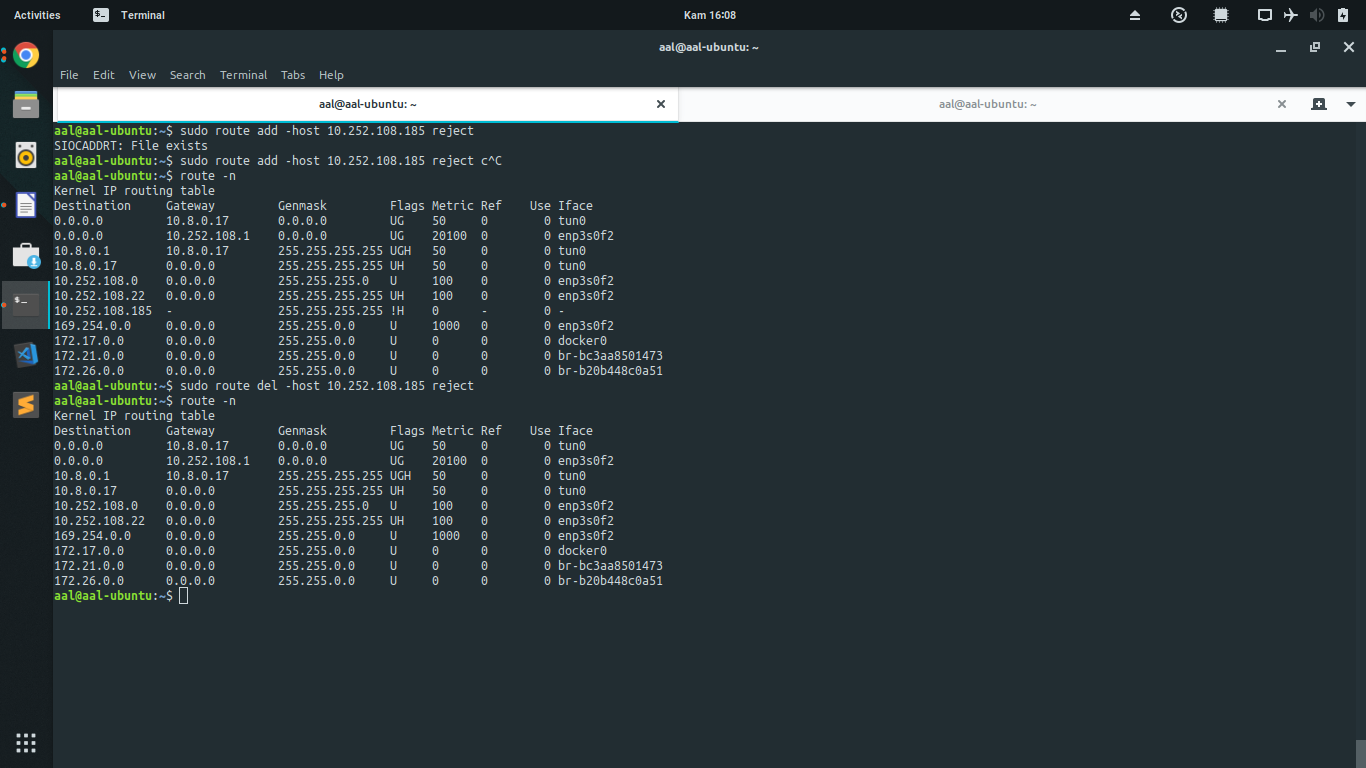 Activities
Terminal
Kam 16:08
aal@aal-ubuntu: ~
File Edit View Search Terminal Tabs Help
aal@aal-ubuntu: ~
aal@aal-ubuntu: ~
aal@aal-ubuntu:~$ sudo route add -host 10.252.108.185 reject
SIOCADDRT: File exists
aal@aal-ubuntu:~$ sudo route add -host 10.252.108.185 reject c^C
aal@aal-ubuntu:~$ route -n
Kernel IP routing table
Destination     Gateway         Genmask         Flags Metric Ref    Use Iface
0.0.0.0         10.8.0.17       0.0.0.0         UG    50     0        0 tun0
0.0.0.0         10.252.108.1    0.0.0.0         UG    20100  0        0 enp3s0f2
10.8.0.1        10.8.0.17       255.255.255.255 UGH   50     0        0 tun0
10.8.0.17       0.0.0.0         255.255.255.255 UH    50     0        0 tun0
10.252.108.0    0.0.0.0         255.255.255.0   U     100    0        0 enp3s0f2
10.252.108.22   0.0.0.0         255.255.255.255 UH    100    0        0 enp3s0f2
10.252.108.185  -               255.255.255.255 !H    0      -        0 -
169.254.0.0     0.0.0.0         255.255.0.0     U     1000   0        0 enp3s0f2
172.17.0.0      0.0.0.0         255.255.0.0     U     0      0        0 docker0
172.21.0.0      0.0.0.0         255.255.0.0     U     0      0        0 br-bc3aa8501473
172.26.0.0      0.0.0.0         255.255.0.0     U     0      0        0 br-b20b448c0a51
aal@aal-ubuntu:~$ sudo route del -host 10.252.108.185 reject
aal@aal-ubuntu:~$ route -n
Kernel IP routing table
Destination     Gateway         Genmask         Flags Metric Ref    Use Iface
0.0.0.0         10.8.0.17       0.0.0.0         UG    50     0        0 tun0
0.0.0.0         10.252.108.1    0.0.0.0         UG    20100  0        0 enp3s0f2
10.8.0.1        10.8.0.17       255.255.255.255 UGH   50     0        0 tun0
10.8.0.17       0.0.0.0         255.255.255.255 UH    50     0        0 tun0
10.252.108.0    0.0.0.0         255.255.255.0   U     100    0        0 enp3s0f2
10.252.108.22   0.0.0.0         255.255.255.255 UH    100    0        0 enp3s0f2
169.254.0.0     0.0.0.0         255.255.0.0     U     1000   0        0 enp3s0f2
172.17.0.0      0.0.0.0         255.255.0.0     U     0      0        0 docker0
172.21.0.0      0.0.0.0         255.255.0.0     U     0      0        0 br-bc3aa8501473
172.26.0.0      0.0.0.0         255.255.0.0     U     0      0        0 br-b20b448c0a51
aal@aal-ubuntu:~$